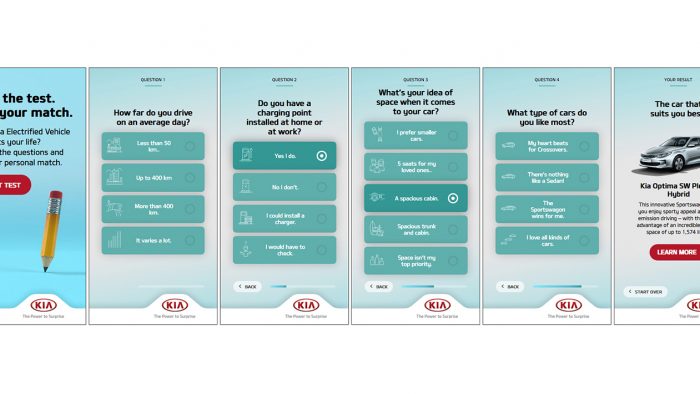 the test.
your match.
a Electrified Vehicle
s your life?
the questions and
r personal match.
T TEST
QUESTION 1
How far do you drive
on an average day?
Less than 50
km..
Up to 400 km
More than 400
km.
It varies a lot.
KIA
The Power to Surprise
QUESTION 2
Do you have a
charging point
installed at home or
at work?
Yes I do.
No I don't.
I could install a
charger.
I would have to
check.
BACK
KIA
The Power to Surprise
QUESTION 3
What's your idea of
space when it comes
to your car?
I prefer smaller
cars.
5 seats for my
loved ones..
A spacious cabin.
Spacious trunk
and cabin.
Space isn't my
top priority.
BACK
KIA
The Power to Surprise
QUESTION 4
What type of cars do
you like most?
My heart beats
for Crossovers.
There's nothing
like a Sedan!
The
Sportswagon
wins for me.
I love all kinds of
cars.
BACK
KIA
The Power to Surprise
YOUR RESULT
The car that
suits you bes
Kia Optima SW Pl
Hybrid
This innovative Sportsw
you enjoy sporty appeal a
emission driving – with th
advantage of an incredible
space of up to 1,574 l
LEARN MORE
START OVER
KIA
The Power to Surprise